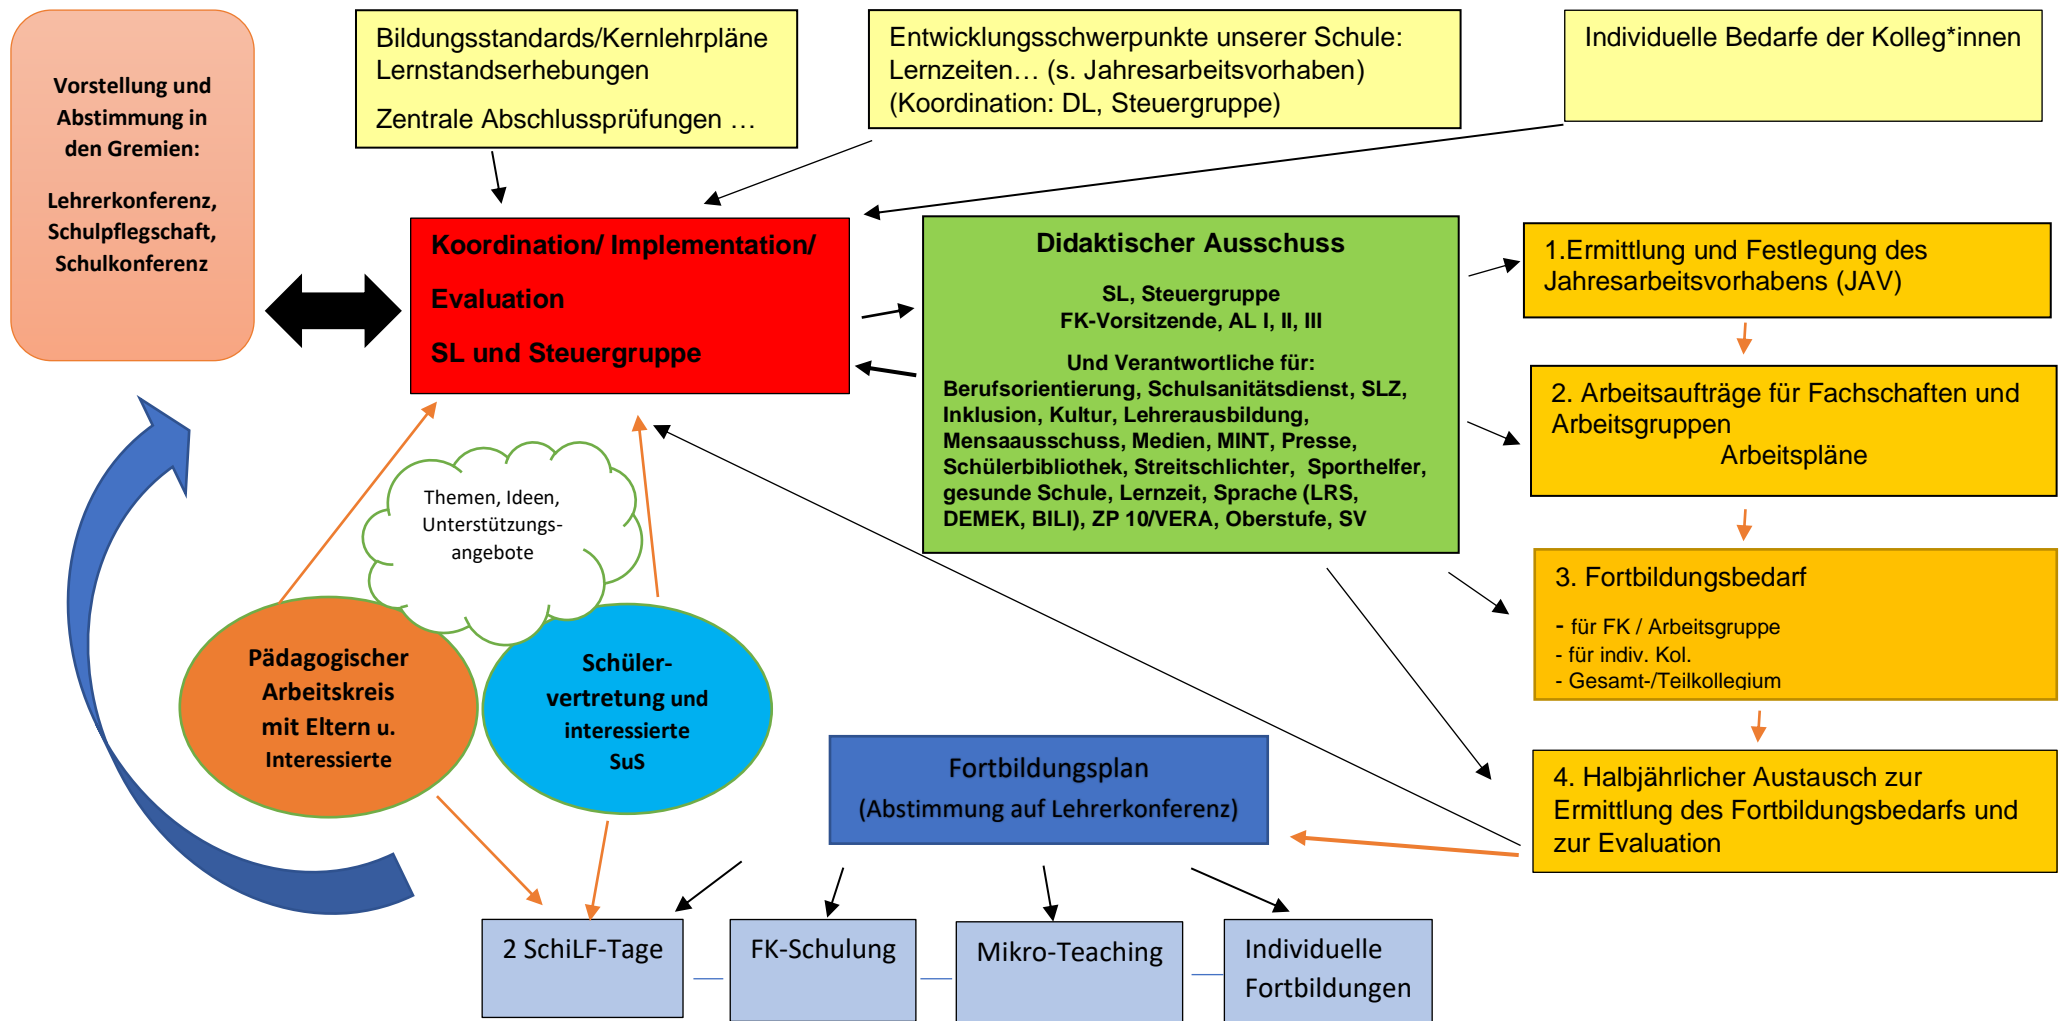 Vorstellung und
Abstimmung in
den Gremien:
Lehrerkonferenz,
Schulpflegschaft,
Schulkonferenz
Bildungsstandards/Kernlehrpläne
Lernstandserhebungen
Zentrale Abschlussprüfungen …
Entwicklungsschwerpunkte unserer Schule:
Lernzeiten… (s. Jahresarbeitsvorhaben)
(Koordination: DL, Steuergruppe)
Individuelle Bedarfe der Kolleg*innen
Koordination/ Implementation/
Evaluation
SL und Steuergruppe
Didaktischer Ausschuss
SL, Steuergruppe
FK-Vorsitzende, AL I, II, III
Und Verantwortliche für:
Berufsorientierung, Schulsanitätsdienst, SLZ,
Inklusion, Kultur, Lehrerausbildung,
Mensaausschuss, Medien, MINT, Presse,
Schülerbibliothek, Streitschlichter, Sporthelfer,
gesunde Schule, Lernzeit, Sprache (LRS,
DEMEK, BILI), ZP 10/VERA, Oberstufe, SV
1.Ermittlung und Festlegung des
Jahresarbeitsvorhabens (JAV)
2. Arbeitsaufträge für Fachschaften und
Arbeitsgruppen
Arbeitspläne
3. Fortbildungsbedarf
- für FK / Arbeitsgruppe
- für indiv. Kol.
- Gesamt-/Teilkollegium
4. Halbjährlicher Austausch zur
Ermittlung des Fortbildungsbedarfs und
zur Evaluation
Themen, Ideen,
Unterstützungs-
angebote
Pädagogischer
Arbeitskreis
mit Eltern u.
Interessierte
Schüler-
vertretung und
interessierte
SuS
Fortbildungsplan
(Abstimmung auf Lehrerkonferenz)
2 SchiLF-Tage
FK-Schulung
Mikro-Teaching
Individuelle
Fortbildungen